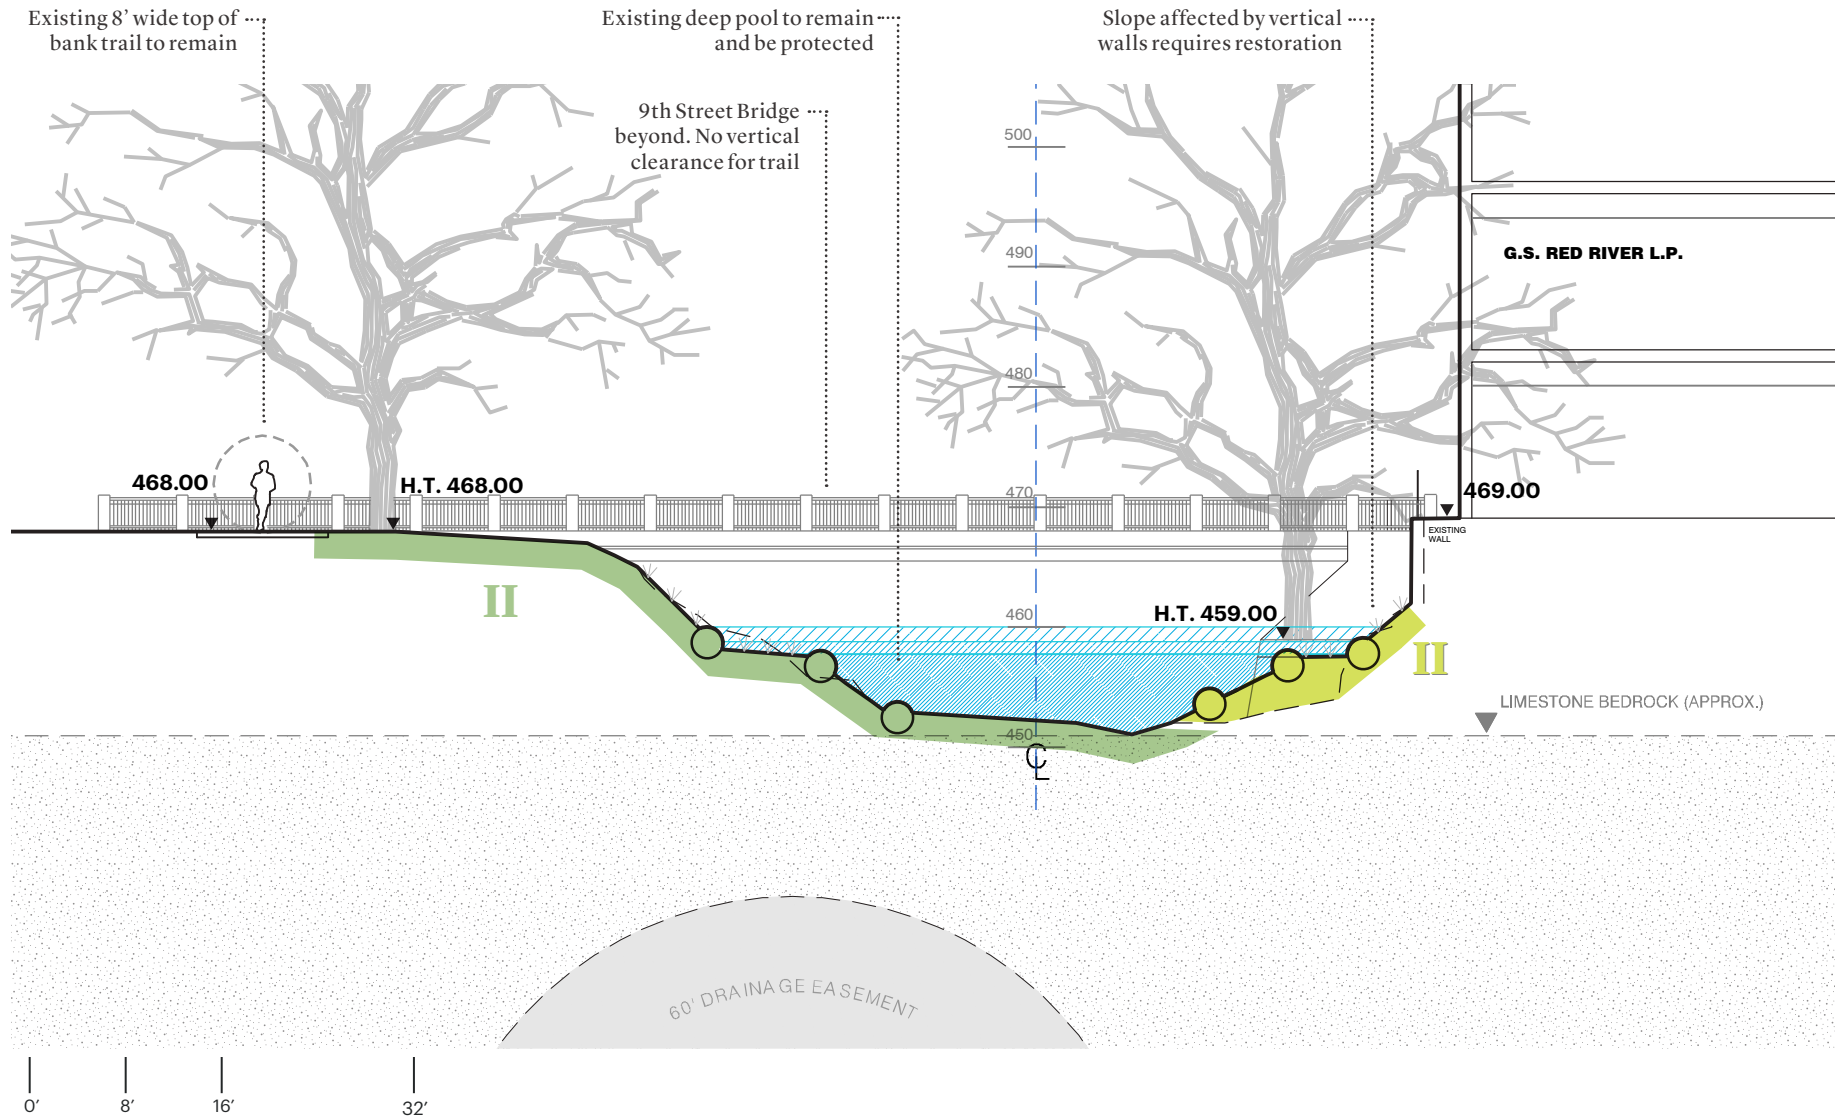 Existing 8’ wide top of
bank trail to remain
Existing deep pool to remain
and be protected
Slope affected by vertical
walls requires restoration
9th Street Bridge
beyond. No vertical
clearance for trail
500
490
480
470
460
450
G.S. RED RIVER L.P.
468.00
H.T. 468.00
469.00
EXISTING
WALL
H.T. 459.00
II
II
LIMESTONE BEDROCK (APPROX.)
CL
60’ DRAINAGE EASEMENT
0’
8’
16’
32’